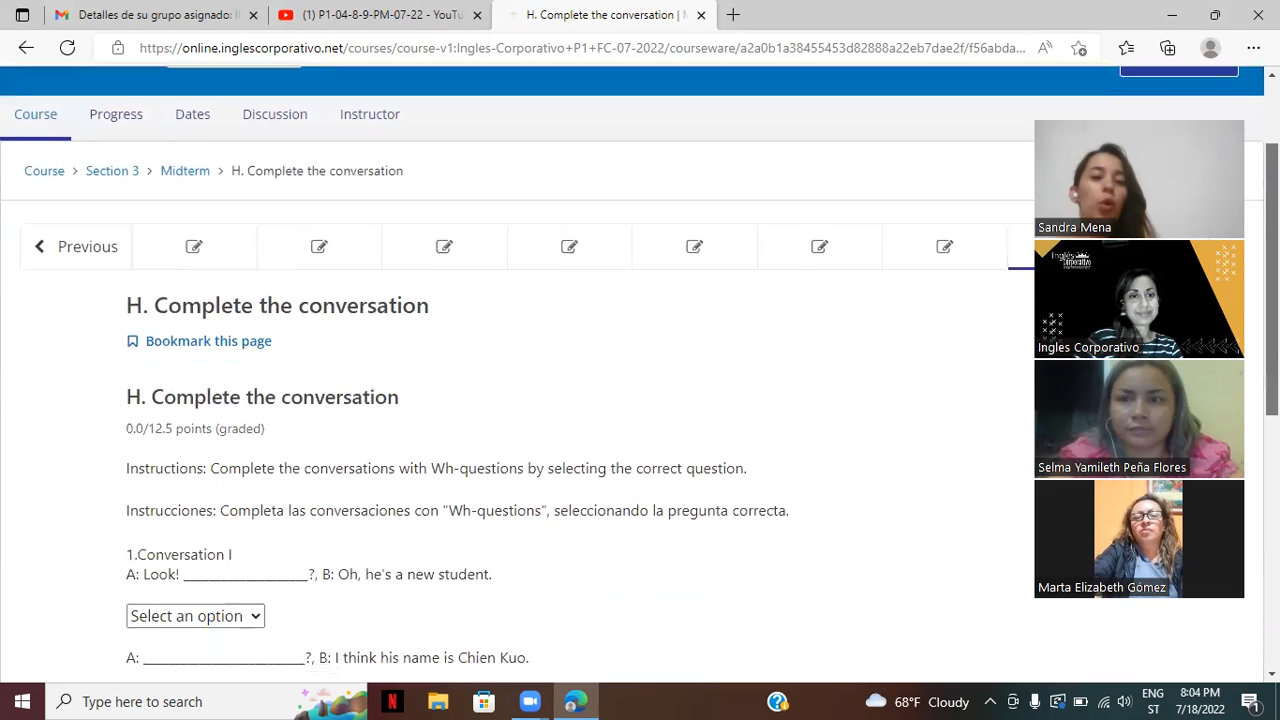 Detalles de su grupo asignado: I
(1) P1-04-8-9-PM-07-22 - YouTu
H. Complete the conversation | M
https://online.inglescorporativo.net/courses/course-v1:Ingles-Corporativo+P1+FC-07-2022/courseware/a2a0b1a38455453d82888a22eb7dae2f/f56abda...
Course Progress Dates Discussion Instructor
Course > Section 3 > Midterm > H. Complete the conversation
Previous
H. Complete the conversation
Bookmark this page
H. Complete the conversation
0.0/12.5 points (graded)
Instructions: Complete the conversations with Wh-questions by selecting the correct question.
Instrucciones: Completa las conversaciones con "Wh-questions", seleccionando la pregunta correcta.
1.Conversation I
A: Look! ___________________?, B: Oh, he's a new student.
Select an option
A: _________________________?, B: I think his name is Chien Kuo.
Sandra Mena
Inglés
Corporativo
Ingles Corporativo
Selma Yamileth Peña Flores
Marta Elizabeth Gómez
Type here to search
68°F Cloudy
ENG
ST
8:04 PM
7/18/2022
1